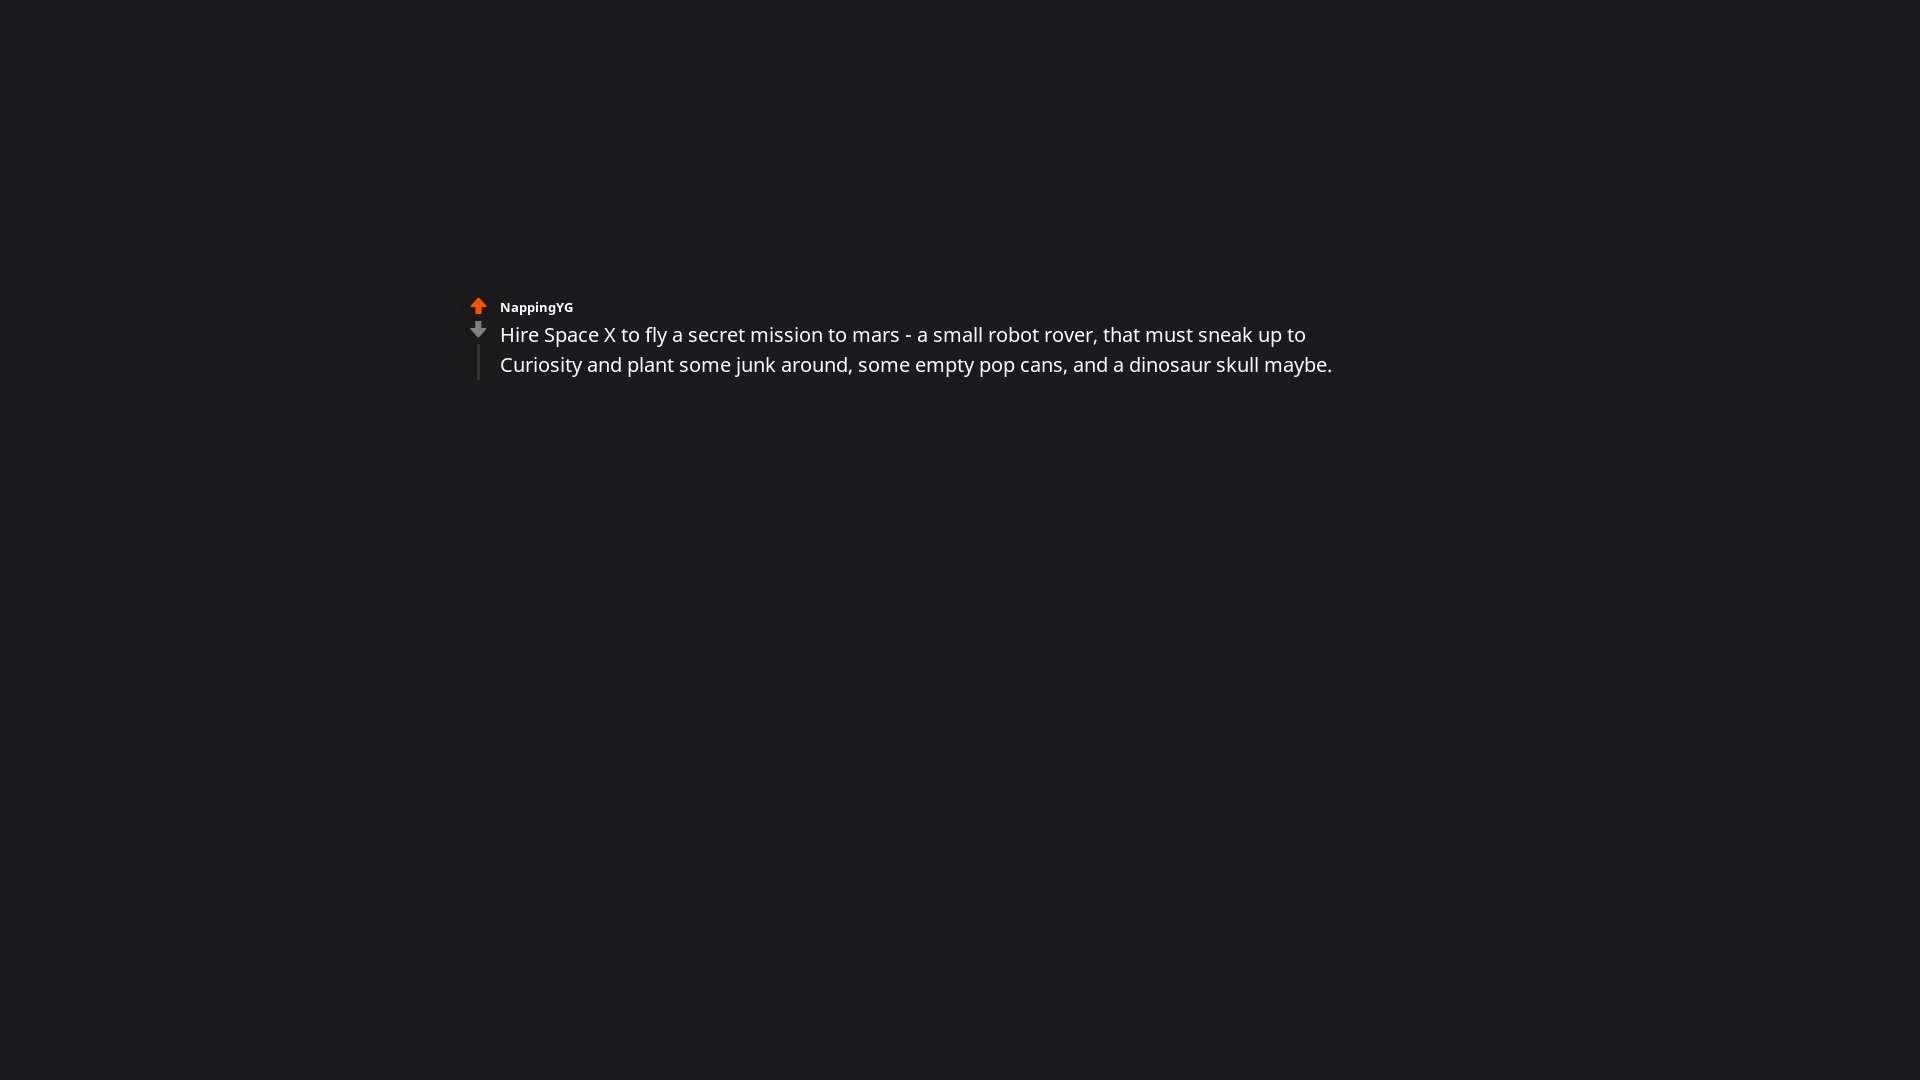 NappingYG
Hire Space X to fly a secret mission to mars - a small robot rover, that must sneak up to
Curiosity and plant some junk around, some empty pop cans, and a dinosaur skull maybe.